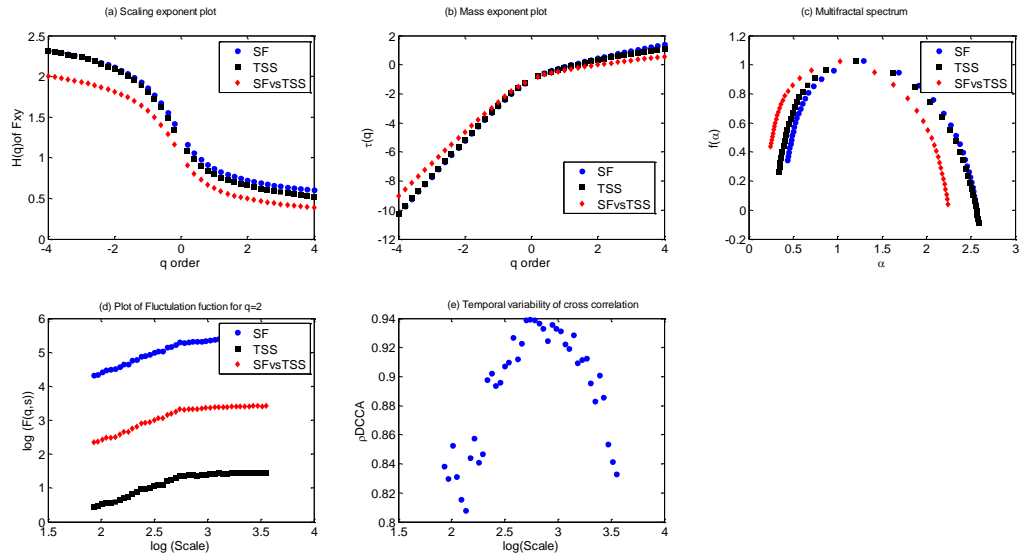 (a) Scaling exponent plot
H(q)of Fxy
2.5
2
1.5
1
0.5
0
-4
-2
0
2
4
q order
SF
TSS
SFvsTSS
(b) Mass exponent plot
τ(q)
2
0
-2
-4
-6
-8
-10
-12
-4
-2
0
2
4
q order
SF
TSS
SFvsTSS
(c) Multifractal spectrum
f(α)
1.2
1
0.8
0.6
0.4
0.2
0
-0.2
0
0.5
1
1.5
2
2.5
3
α
SF
TSS
SFvsTSS
(d) Plot of Fluctulation fuction for q=2
log (F(q,s))
6
5
4
3
2
1
0
1.5
2
2.5
3
3.5
4
log (Scale)
SF
TSS
SFvsTSS
(e) Temporal variability of cross correlation
ρDCCA
0.94
0.92
0.9
0.88
0.86
0.84
0.82
0.8
1.5
2
2.5
3
3.5
4
log(Scale)